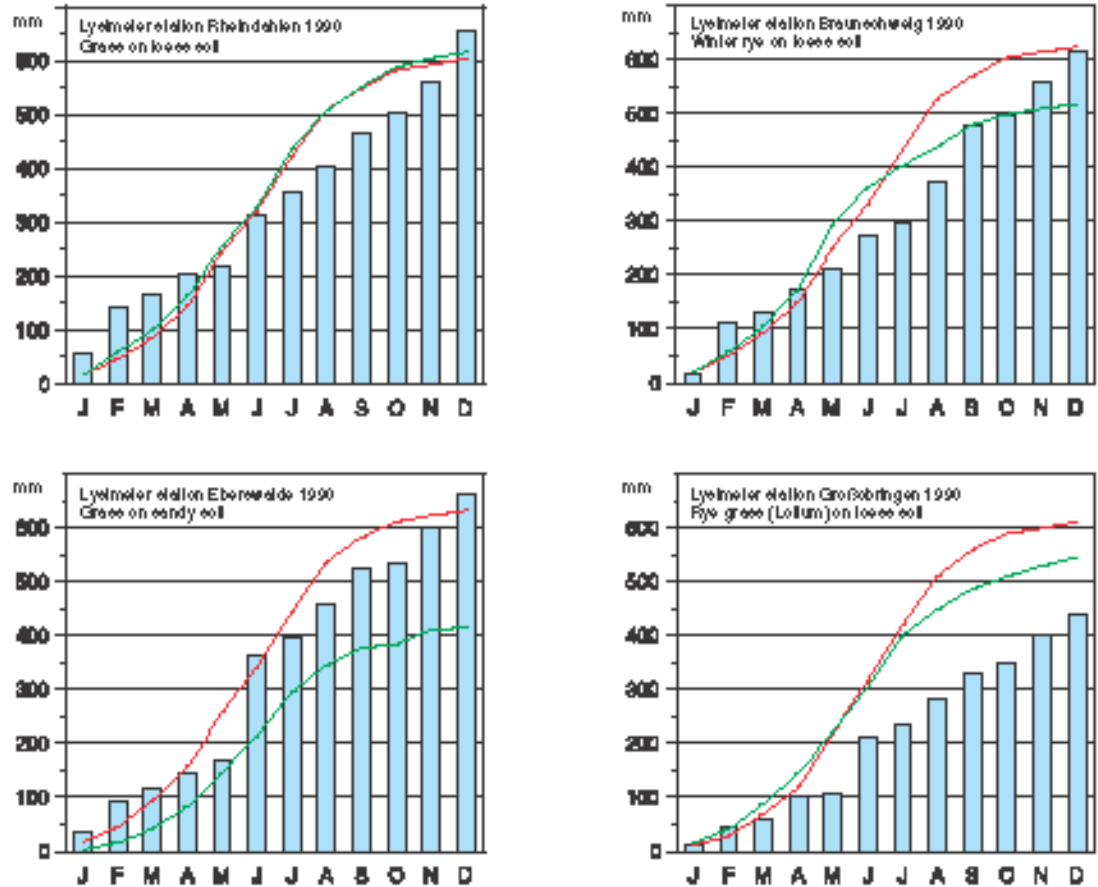 mm
Lysimeter station Rheindahlen 1990
Grass on loess soil
600
500
400
300
200
100
0
J F M A M J J A S O N D
mm
Lysimeter station Braunschweig 1990
Winter rye on loess soil
600
500
400
300
200
100
0
J F M A M J J A S O N D
mm
Lysimeter station Eberswalde 1990
Grass on sandy soil
600
500
400
300
200
100
0
J F M A M J J A S O N D
mm
Lysimeter station Großobringen 1990
Rye grass (Lolium) on loess soil
600
500
400
300
200
100
0
J F M A M J J A S O N D